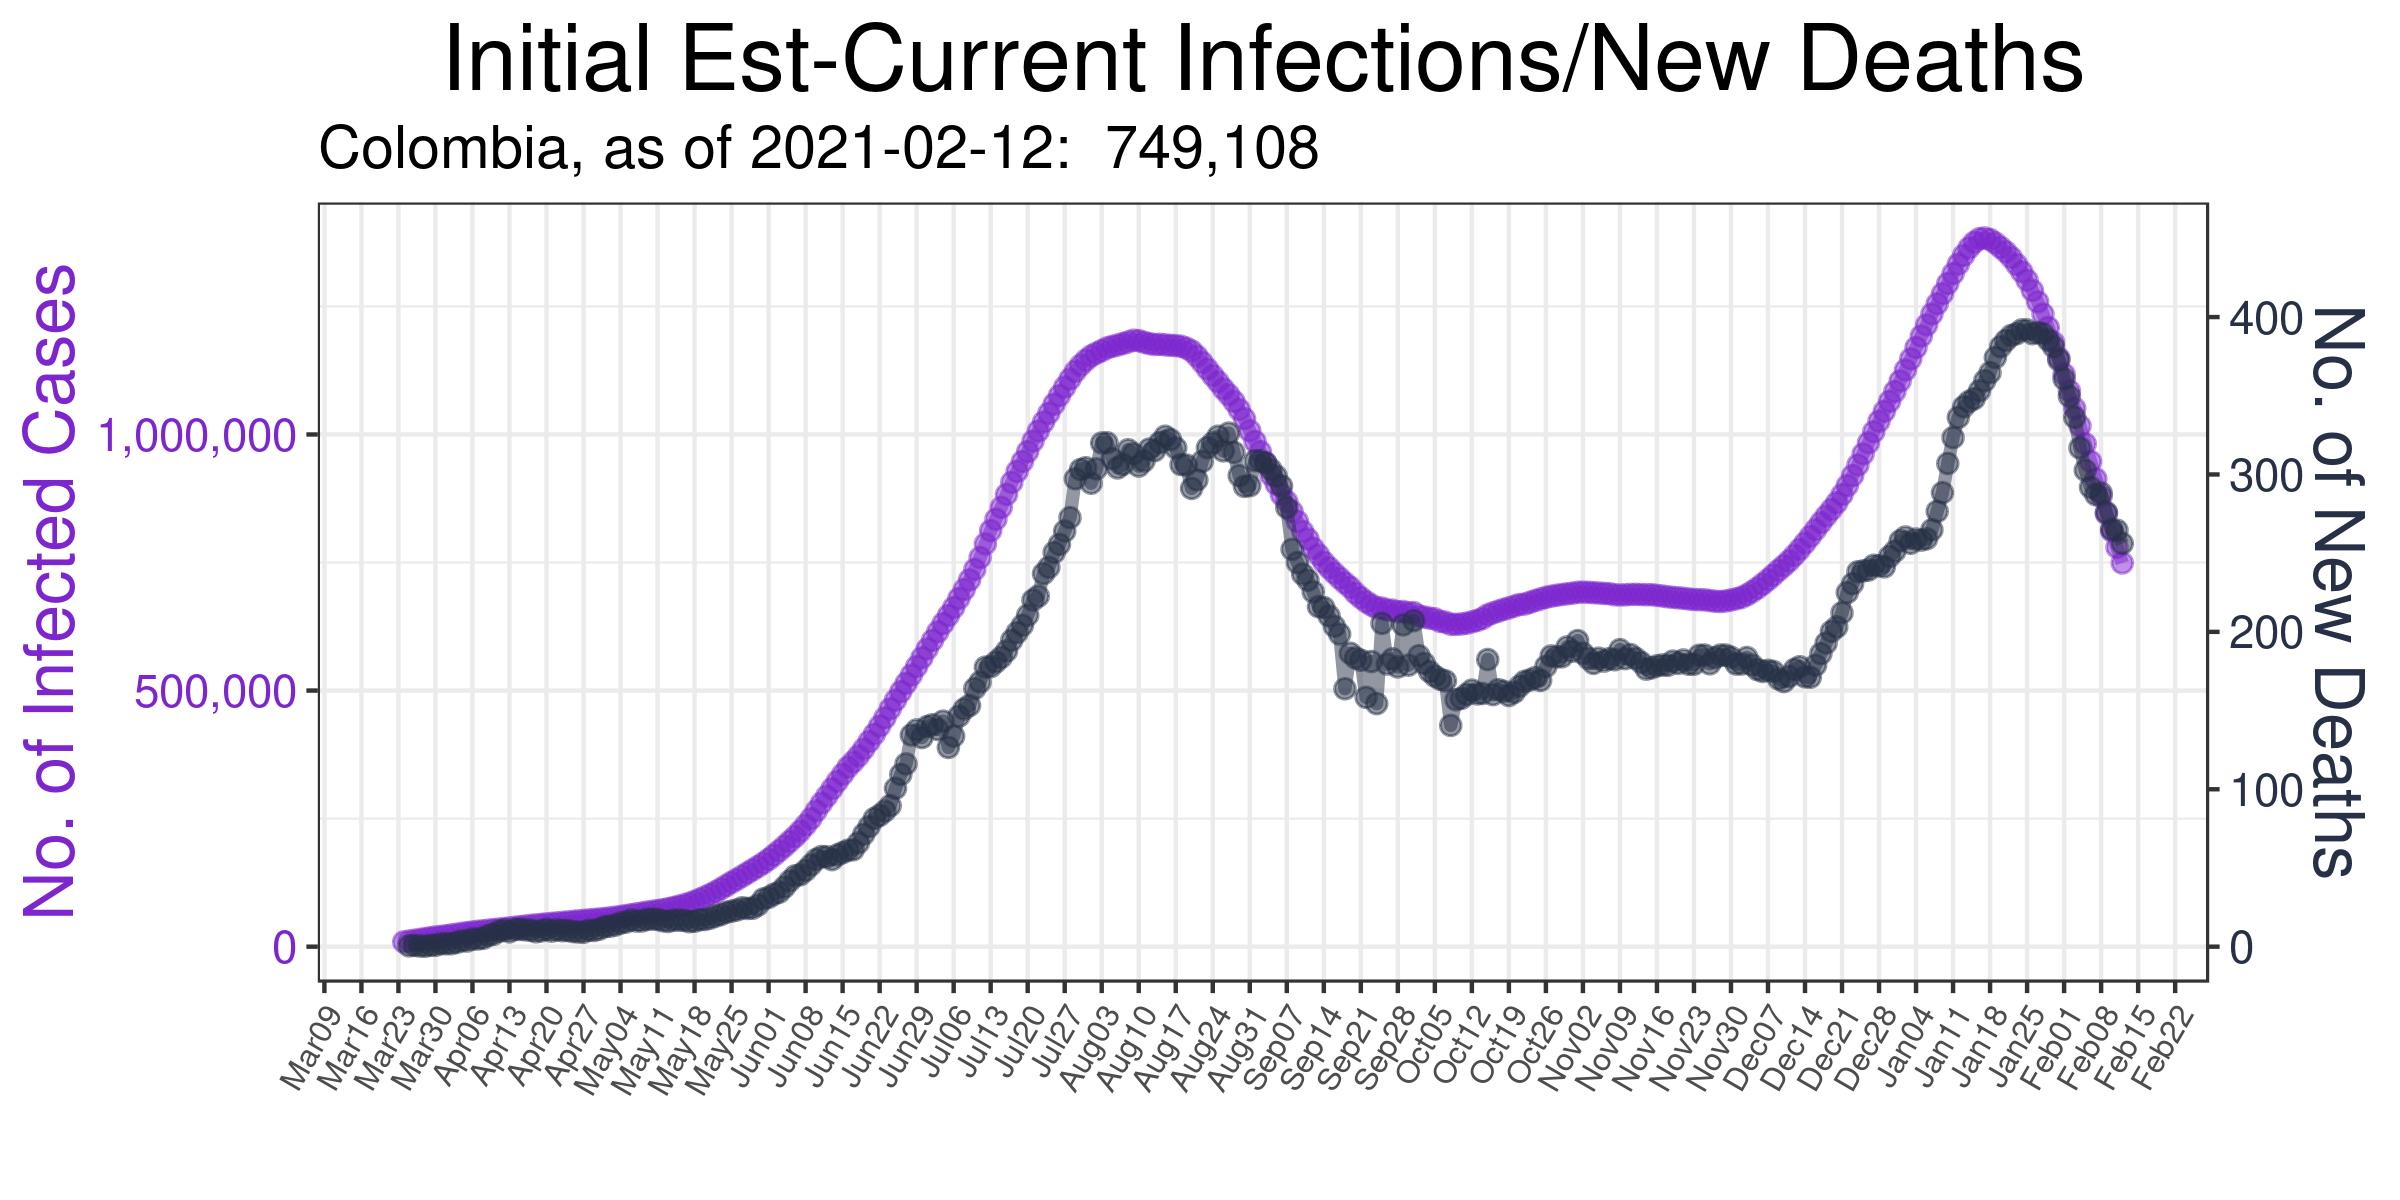 Initial Est-Current Infections/New Deaths
Colombia, as of 2021-02-12:  749,108
No. of Infected Cases
1,000,000
500,000
0
400
300
200
100
0
No. of New Deaths
Mar09
Mar16
Mar23
Mar30
Apr06
Apr13
Apr20
Apr27
May04
May11
May18
May25
Jun01
Jun08
Jun15
Jun22
Jun29
Jul06
Jul13
Jul20
Jul27
Aug03
Aug10
Aug17
Aug24
Aug31
Sep07
Sep14
Sep21
Sep28
Oct05
Oct12
Oct19
Oct26
Nov02
Nov09
Nov16
Nov23
Nov30
Dec07
Dec14
Dec21
Dec28
Jan04
Jan11
Jan18
Jan25
Feb01
Feb08
Feb15
Feb22